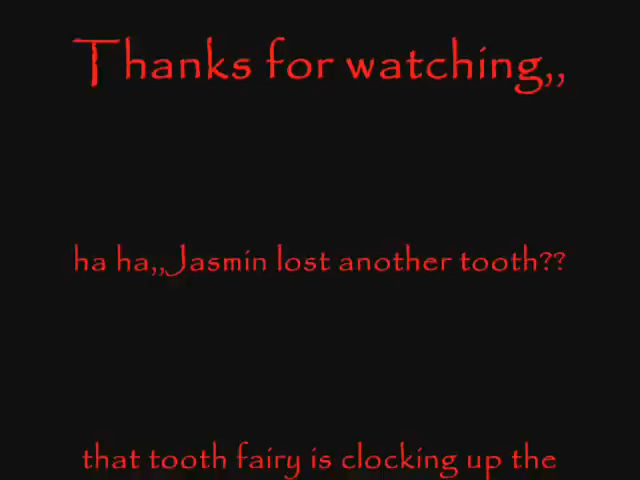 Thanks for watching,,
ha ha,,Jasmin lost another tooth??
that tooth fairy is clocking up the